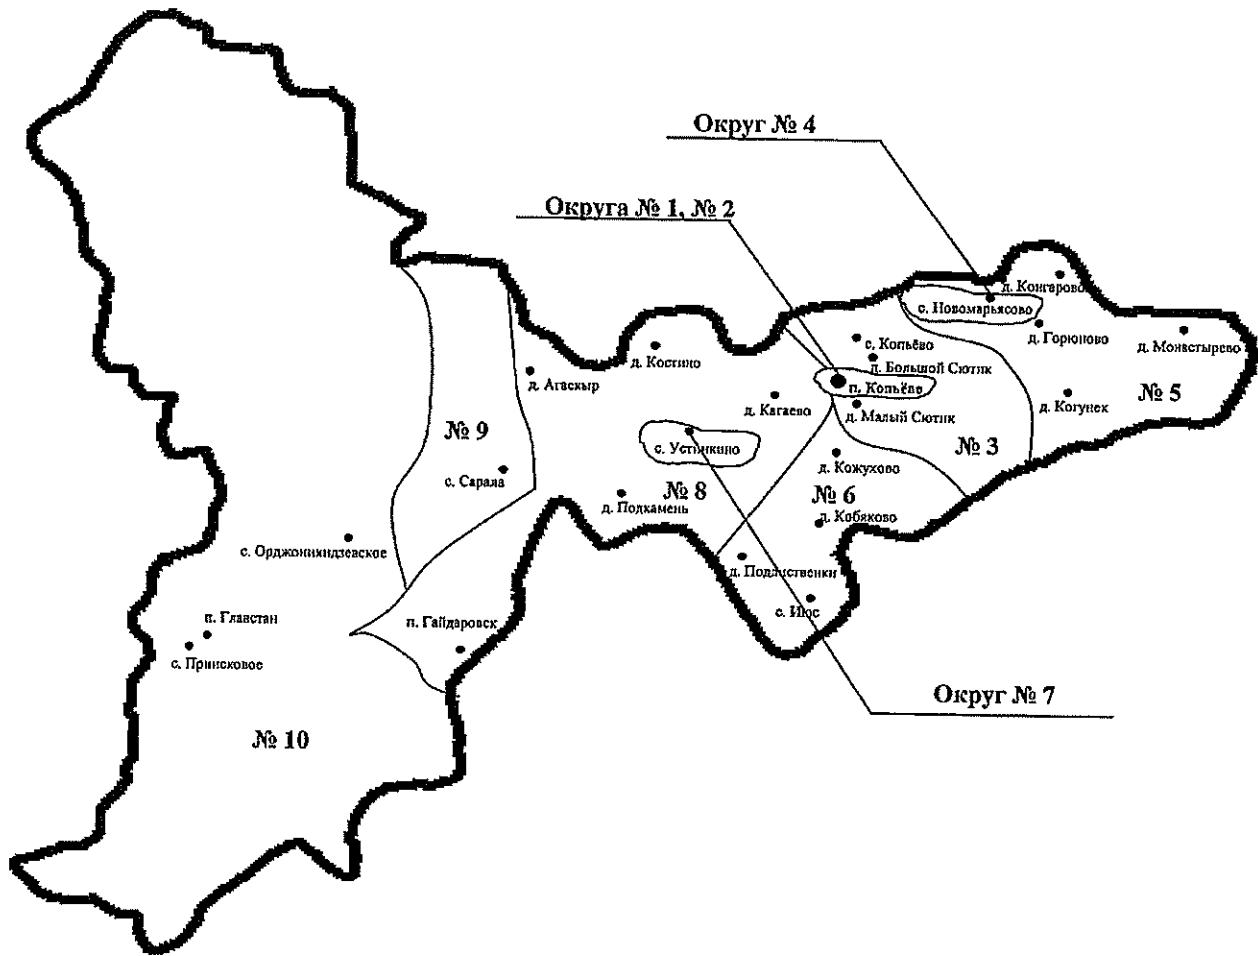 Округ № 4
Округа № 1, № 2
д. Конгарово
с. Новомарьясово
д. Горюново
д. Монастырево
с. Копьёво
д. Костино
д. Большой Сютик
д. Агаскыр
п. Копьёво
№ 5
д. Кагаево
д. Малый Сютик
д. Когунек
№ 9
с. Устинкино
№ 3
с. Сарала
д. Кожухово
№ 8
№ 6
д. Подкамень
д. Кобяково
с. Орджоникидзевское
д. Подлиственки
с. Июс
п. Главстан
п. Гайдаровск
с. Приисковое
Округ № 7
№ 10